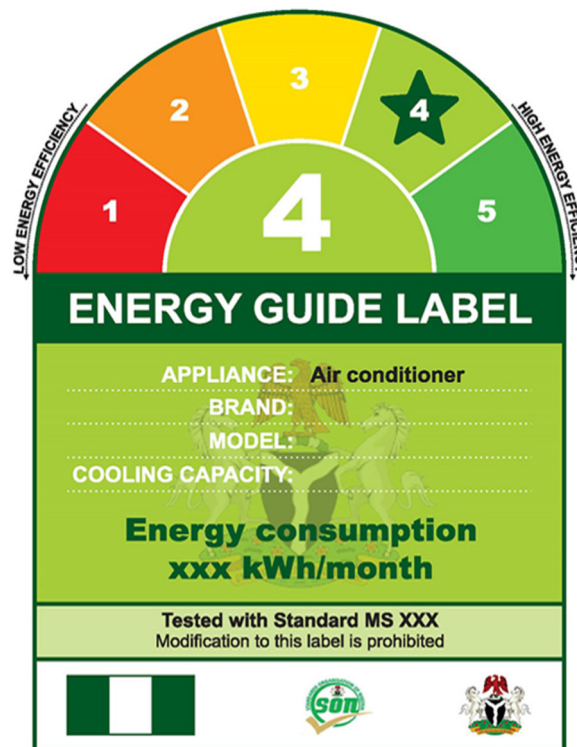 3
2
4
1
5
4
LOW ENERGY EFFICIENCY
HIGH ENERGY EFFICIENCY
ENERGY GUIDE LABEL
APPLIANCE: Air conditioner
BRAND:
MODEL:
COOLING CAPACITY:
Energy consumption
xxx kWh/month
Tested with Standard MS XXX
Modification to this label is prohibited
SON